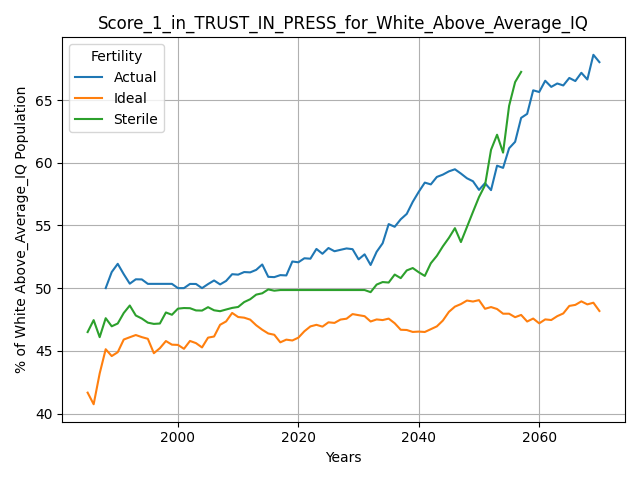 Score_1_in_TRUST_IN_PRESS_for_White_Above_Average_IQ
% of White Above_Average_IQ Population
Fertility
Actual
Ideal
Sterile
65
60
55
50
45
40
2000
2020
2040
2060
Years